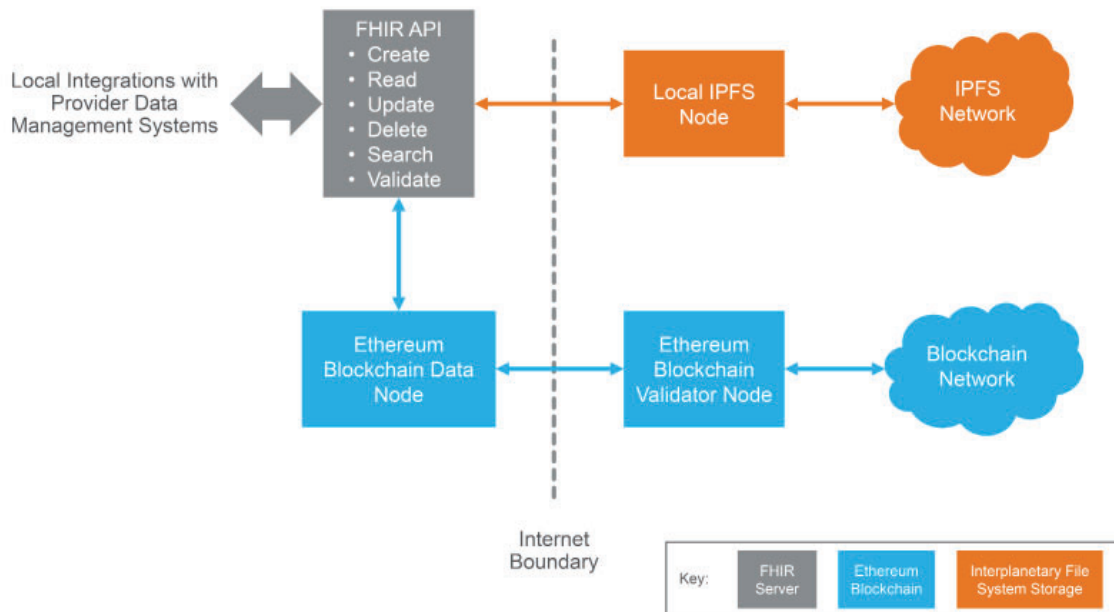 Local Integrations with
Provider Data
Management Systems
FHIR API
• Create
• Read
• Update
• Delete
• Search
• Validate
Local IPFS
Node
IPFS
Network
Ethereum
Blockchain Data
Node
Ethereum
Blockchain
Validator Node
Blockchain
Network
Internet
Boundary
Key:
FHIR
Server
Ethereum
Blockchain
Interplanetary File
System Storage